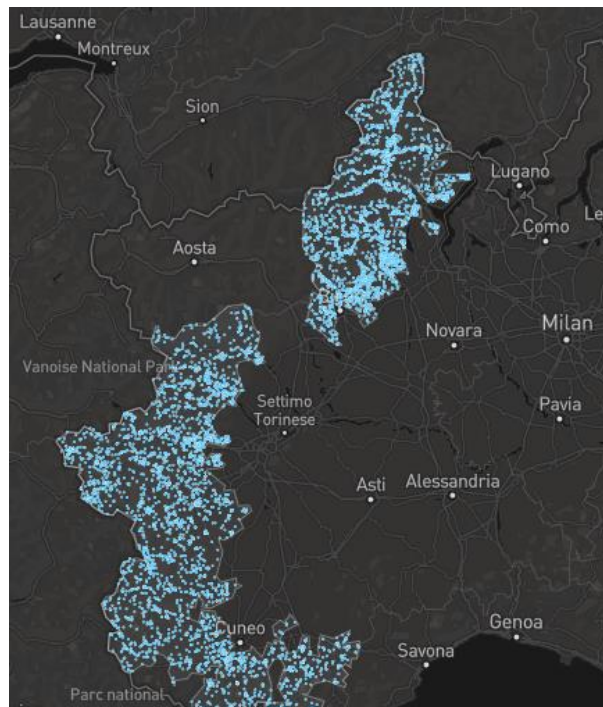 Lausanne
Montreux
Sion
Lugano
Como
Le
Aosta
Novara
Milan
Vanoise National Park
Settimo
Torinese
Pavia
Asti
Alessandria
Cuneo
Genoa
Savona
Parc national